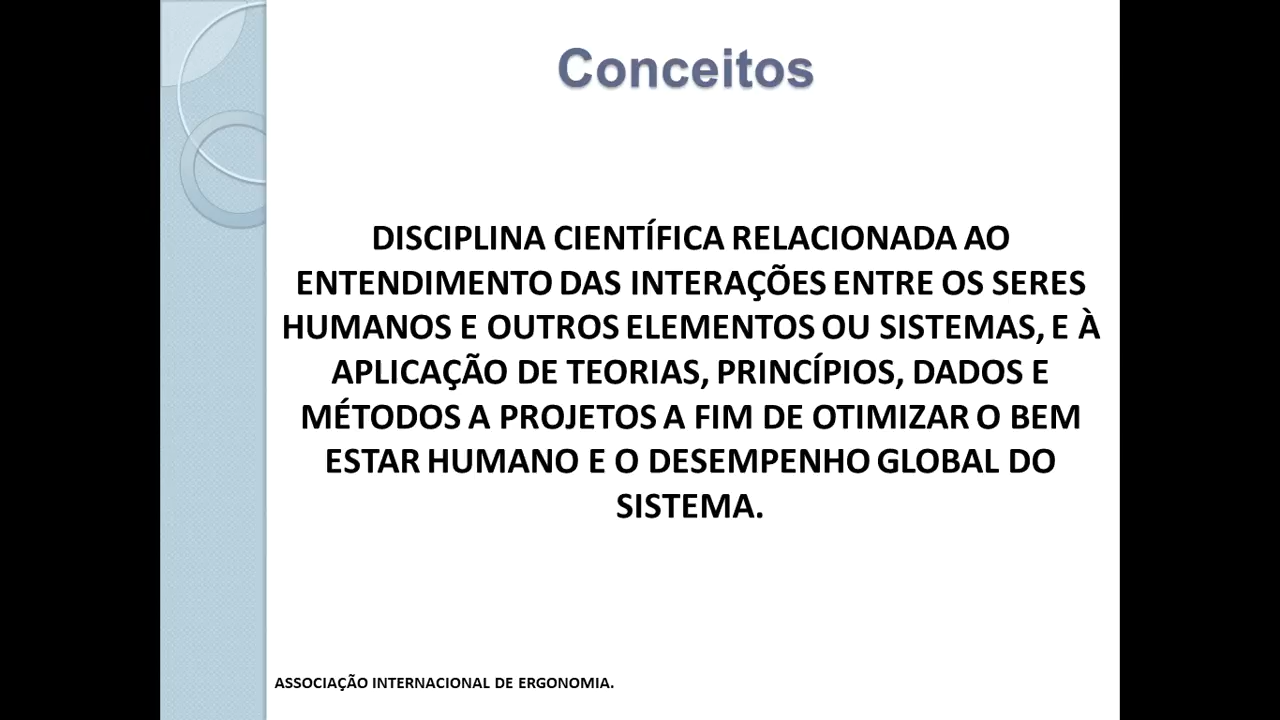 Conceitos
DISCIPLINA CIENTÍFICA RELACIONADA AO
ENTENDIMENTO DAS INTERAÇÕES ENTRE OS SERES
HUMANOS E OUTROS ELEMENTOS OU SISTEMAS, E À
APLICAÇÃO DE TEORIAS, PRINCÍPIOS, DADOS E
MÉTODOS A PROJETOS A FIM DE OTIMIZAR O BEM
ESTAR HUMANO E O DESEMPENHO GLOBAL DO
SISTEMA.
ASSOCIAÇÃO INTERNACIONAL DE ERGONOMIA.